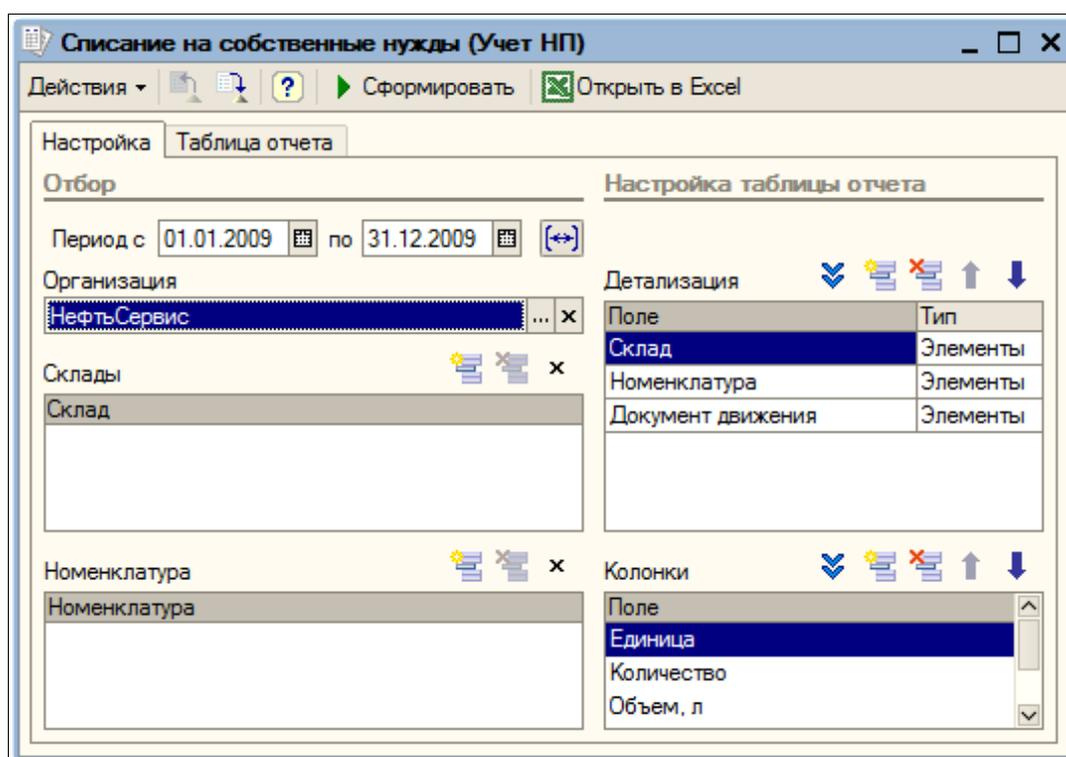 Списание на собственные нужды (Учет НП)
Действия ? Сформировать Открыть в Excel
Настройка Таблица отчета
Отбор
Период с 01.01.2009 по 31.12.2009
Организация
НефтьСервис ... x
Склады x
Склад
Номенклатура x
Номенклатура
Настройка таблицы отчета
Детализация
Поле Тип
Склад Элементы
Номенклатура Элементы
Документ движения Элементы
Колонки
Поле
Единица
Количество
Объем, л